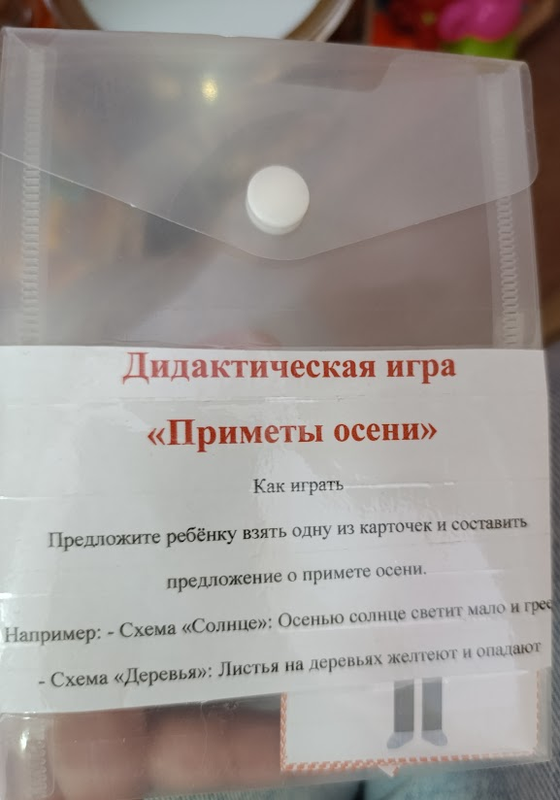 Дидактическая игра
«Приметы осени»
Как играть
Предложите ребёнку взять одну из карточек и составить
предложение о примете осени.
Например: - Схема «Солнце»: Осенью солнце светит мало и
- Схема «Деревья»: Листья на деревьях желтеют и опадают